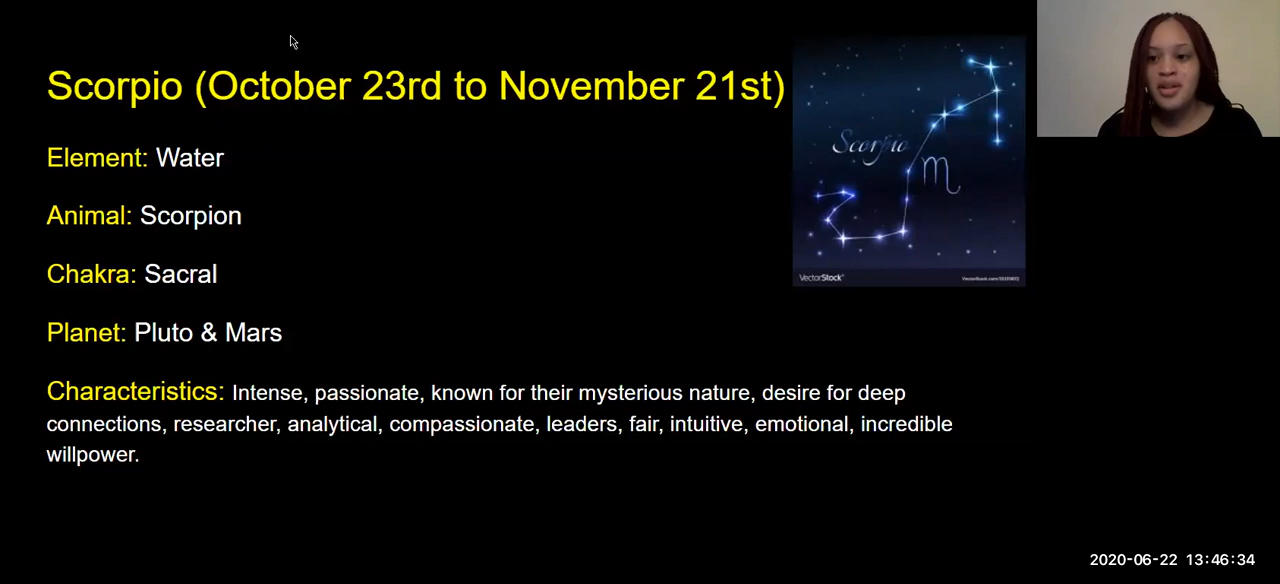 Scorpio (October 23rd to November 21st)
Element: Water
Animal: Scorpion
Chakra: Sacral
Planet: Pluto & Mars
Characteristics: Intense, passionate, known for their mysterious nature, desire for deep
connections, researcher, analytical, compassionate, leaders, fair, intuitive, emotional, incredible
willpower.
Scorpio
♏
VectorStock®
2020-06-22 13:46:34